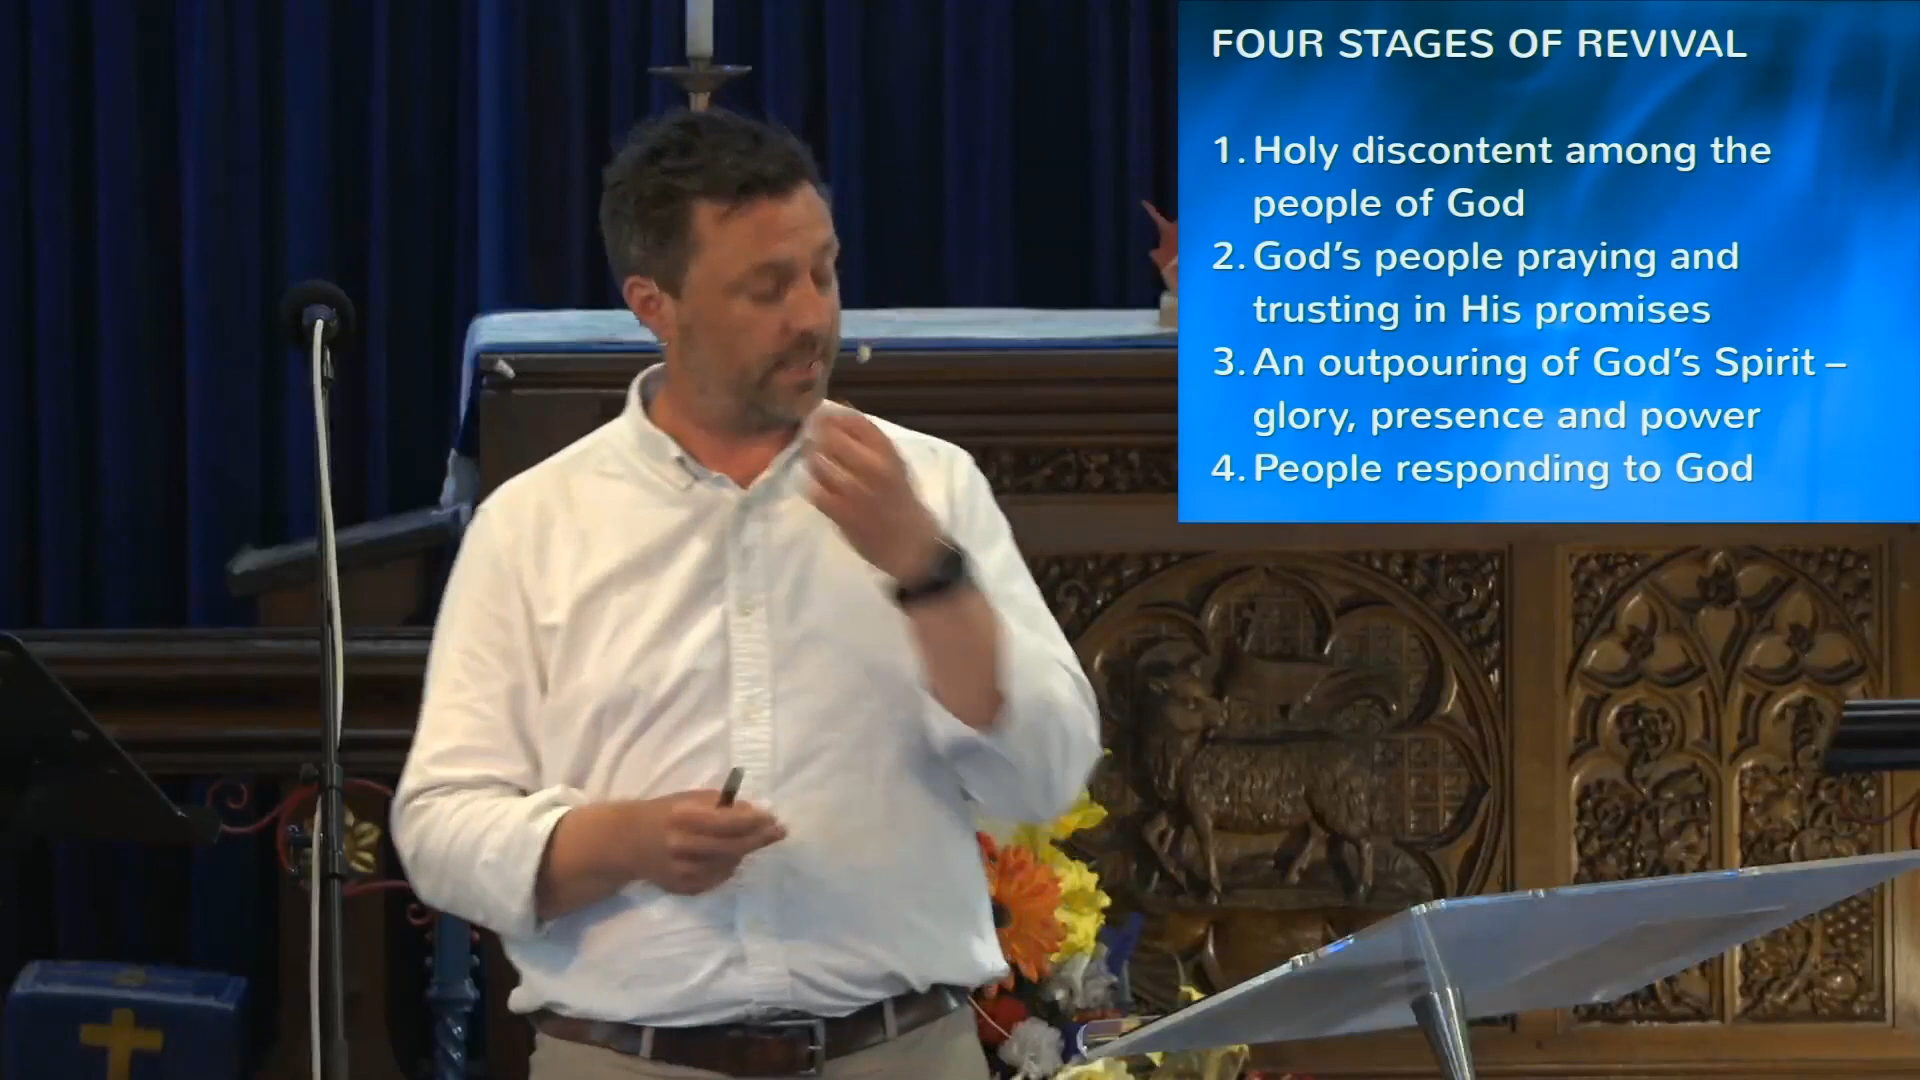 FOUR STAGES OF REVIVAL
1. Holy discontent among the
people of God
2. God’s people praying and
trusting in His promises
3. An outpouring of God’s Spirit –
glory, presence and power
4. People responding to God